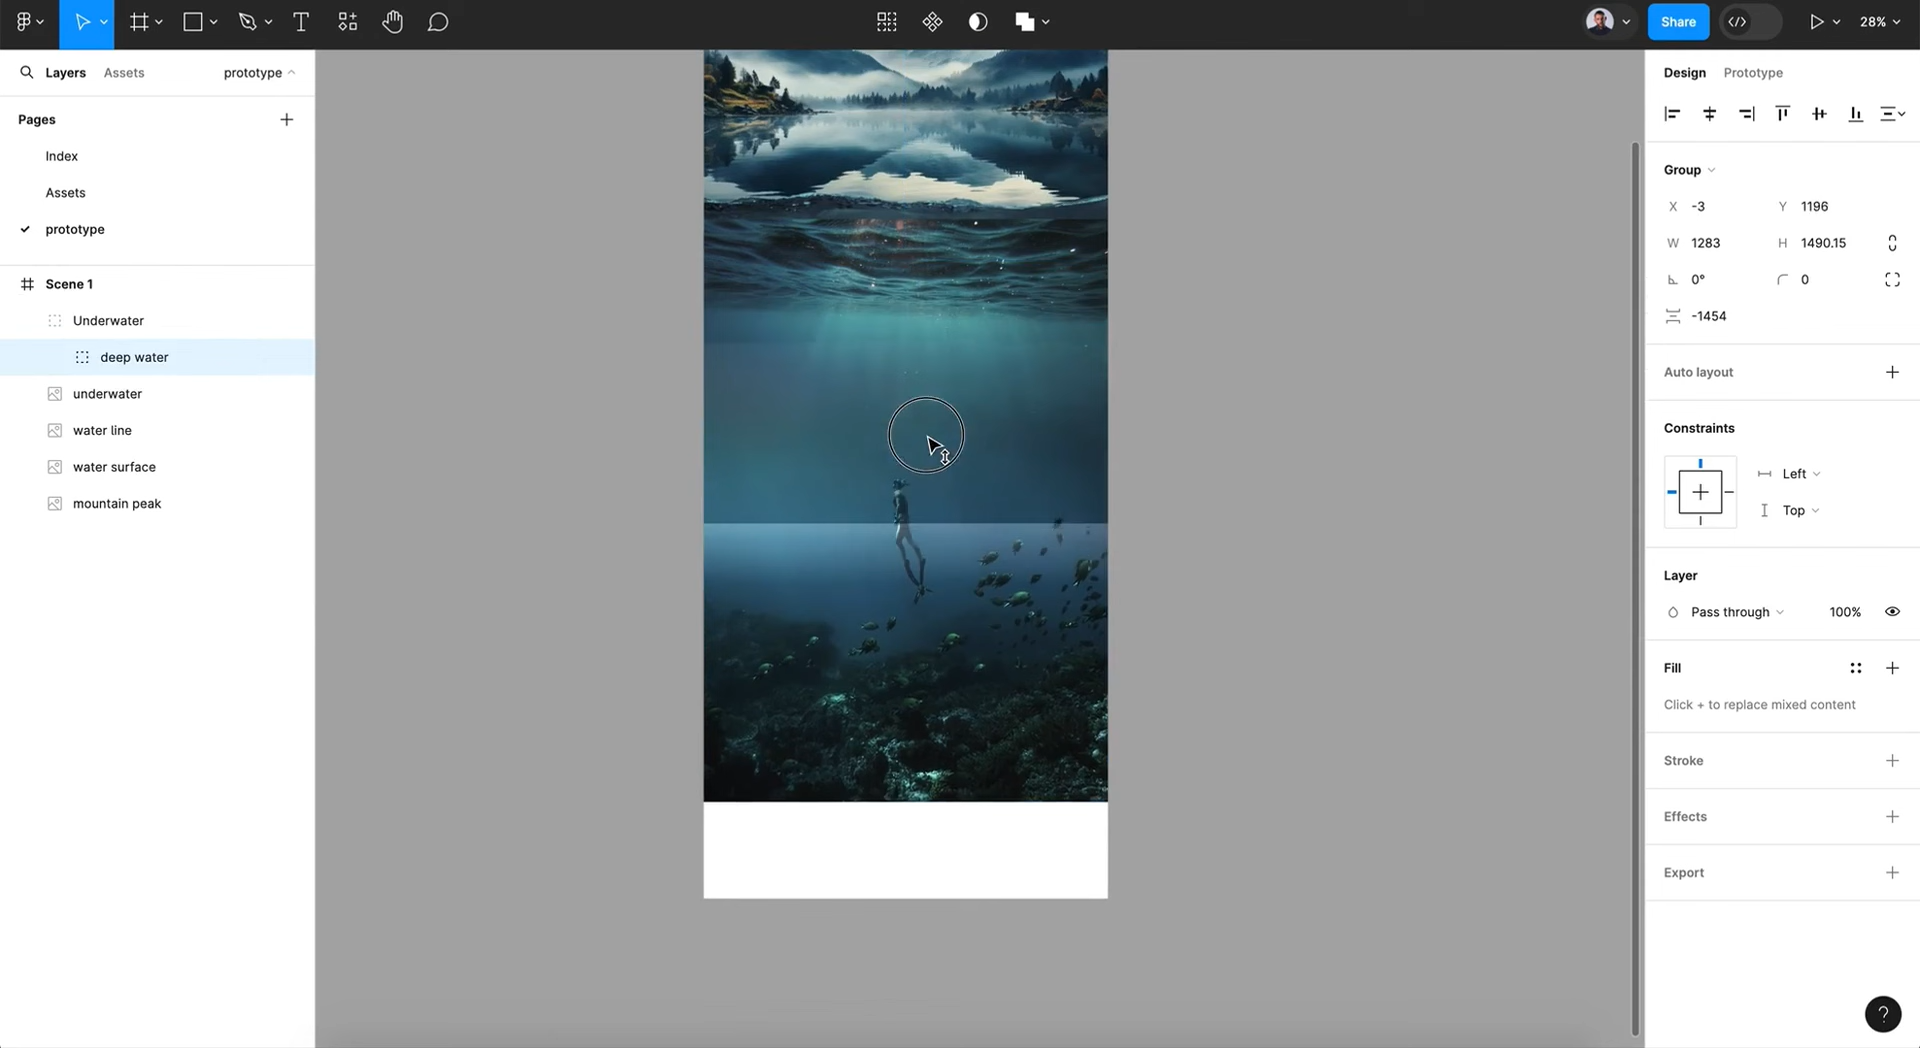 Share
28%
Layers
Assets
prototype
Pages
Index
Assets
prototype
Scene 1
Underwater
deep water
underwater
water line
water surface
mountain peak
Design
Prototype
Group
X -3
Y 1196
W 1283
H 1490.15
0°
0
-1454
Auto layout
Constraints
Left
Top
Layer
Pass through
100%
Fill
Click + to replace mixed content
Stroke
Effects
Export
?